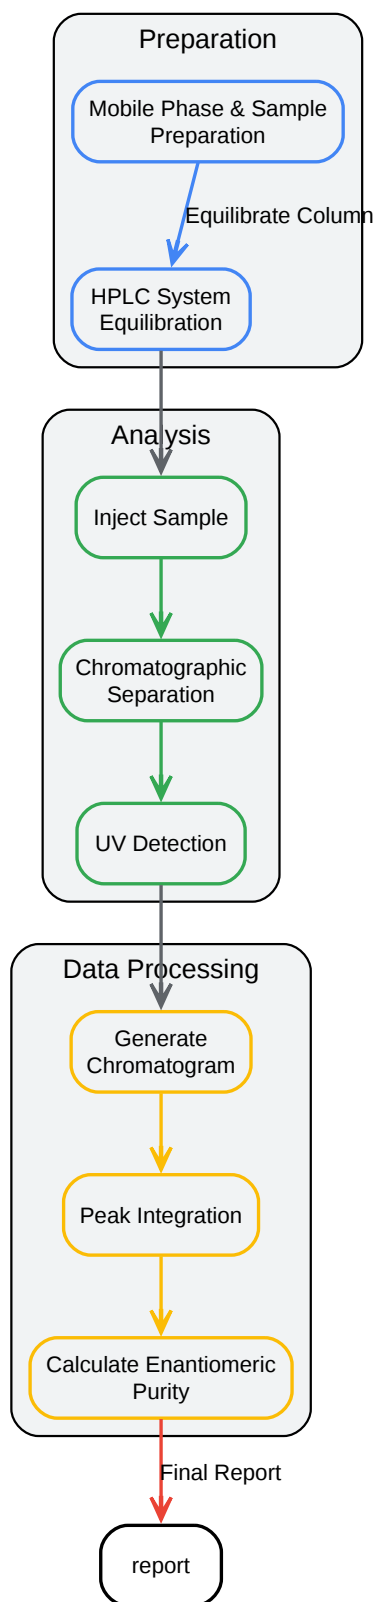 Preparation
Mobile Phase & Sample
Preparation
Equilibrate Column
HPLC System
Equilibration
Analysis
Inject Sample
Chromatographic
Separation
UV Detection
Data Processing
Generate
Chromatogram
Peak Integration
Calculate Enantiomeric
Purity
Final Report
report